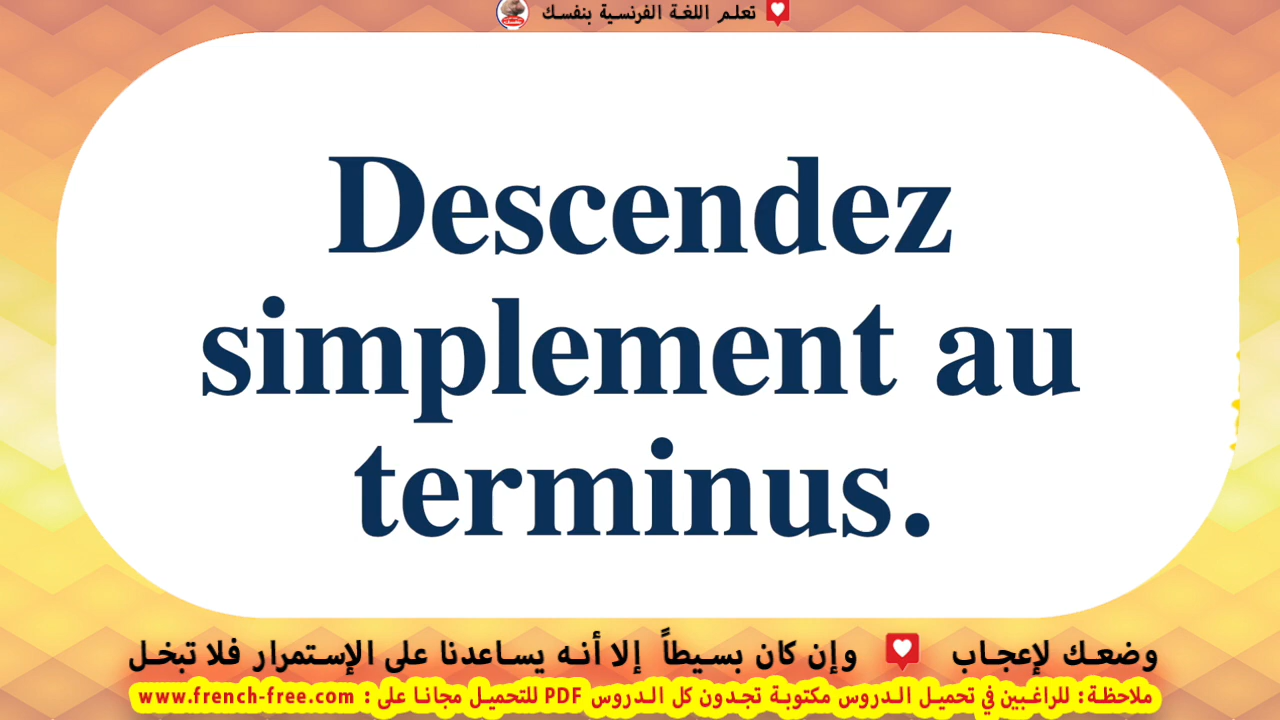 تعلم اللغة الفرنسية بنفسك
Descendez
simplement au
terminus.
وضعك لإعجاب وإن كان بسيطاً إلا أنه يساعدنا على الإستمرار فلا تبخل
ملاحظة: للراغبين في تحميل الدروس مكتوبة تجدون كل الدروس PDF للتحميل مجانا على : www.french-free.com